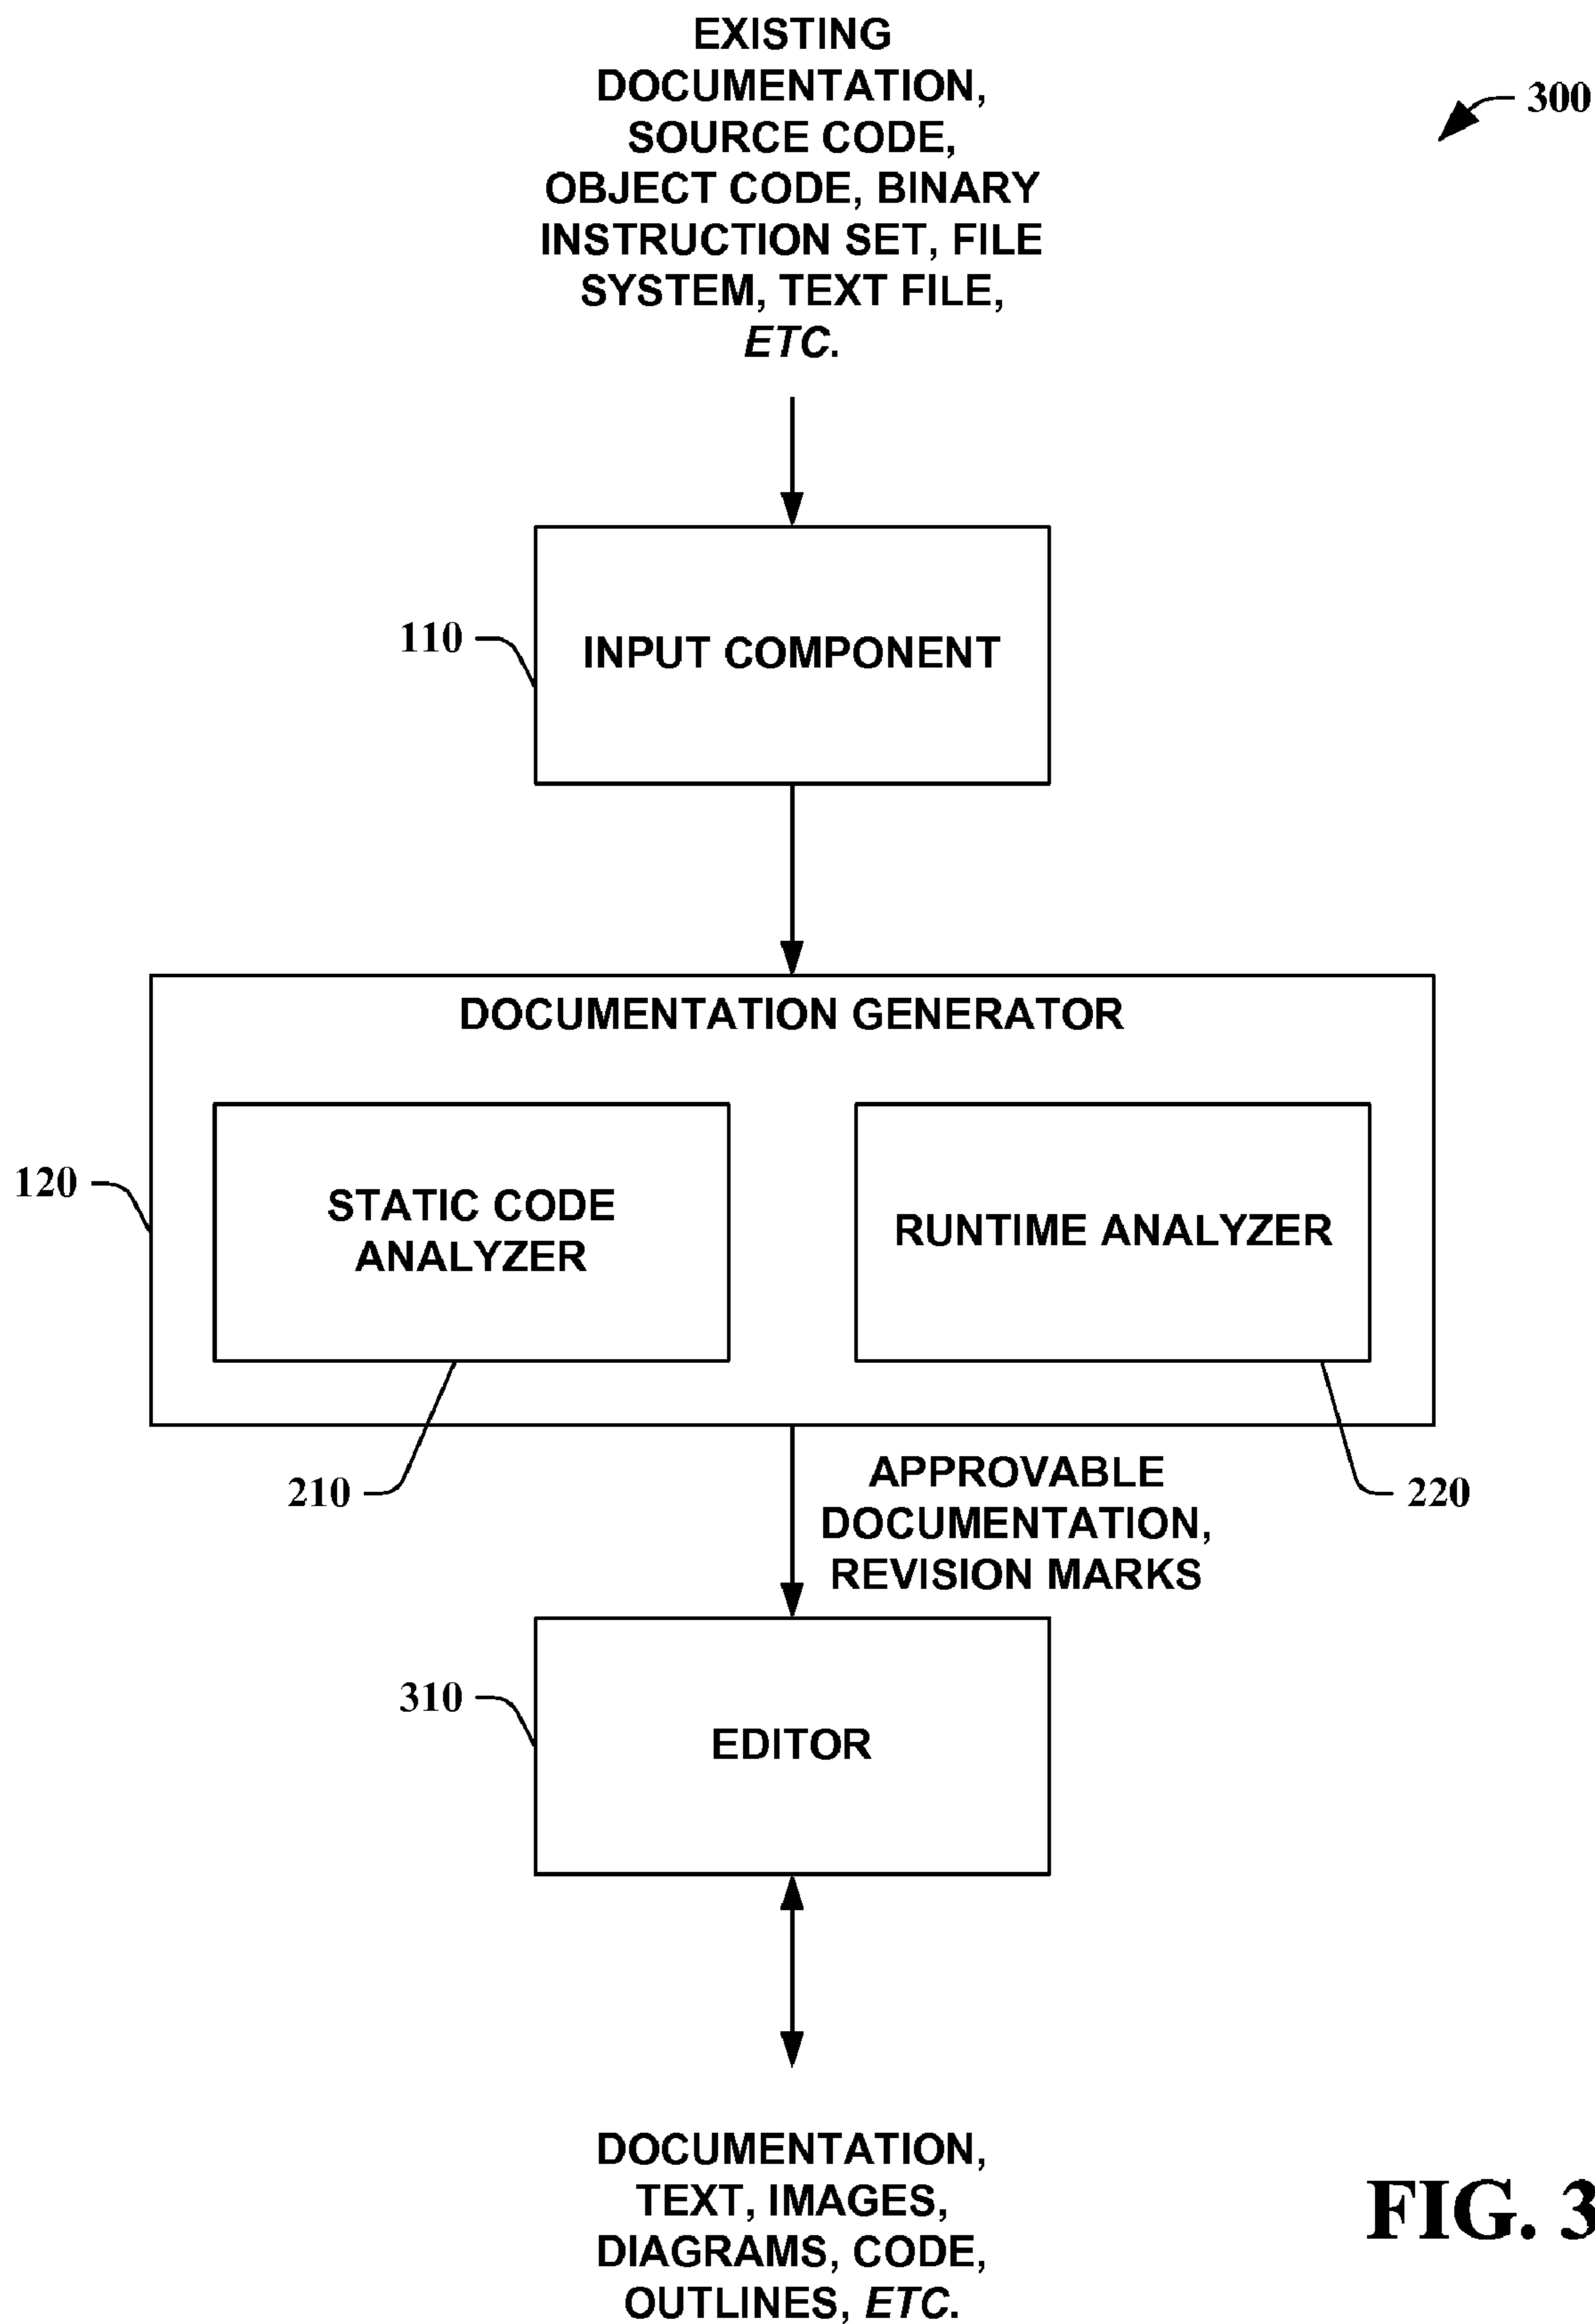 EXISTING
DOCUMENTATION,
SOURCE CODE,
OBJECT CODE, BINARY
INSTRUCTION SET, FILE
SYSTEM, TEXT FILE,
ETC.
300
110
INPUT COMPONENT
DOCUMENTATION GENERATOR
120
STATIC CODE
ANALYZER
RUNTIME ANALYZER
210
220
APPROVABLE
DOCUMENTATION,
REVISION MARKS
310
EDITOR
DOCUMENTATION,
TEXT, IMAGES,
DIAGRAMS, CODE,
OUTLINES, ETC.
FIG. 3